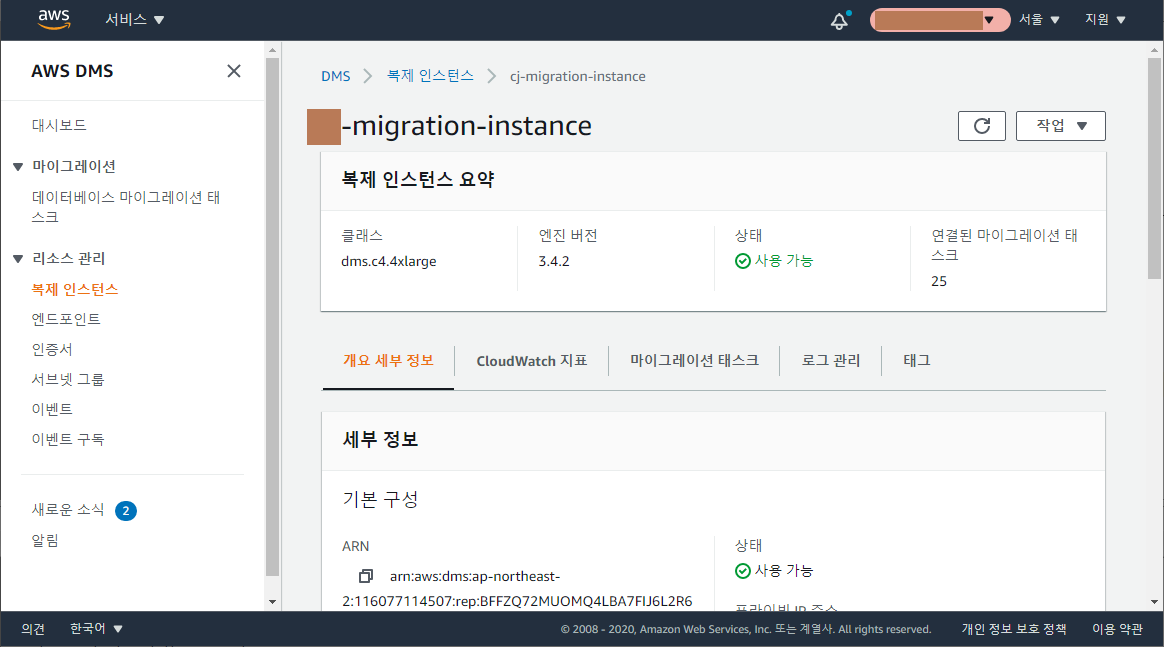 aws
서비스
서울
지원
AWS DMS
대시보드
마이그레이션
데이터베이스 마이그레이션 태
스크
리소스 관리
복제 인스턴스
엔드포인트
인증서
서브넷 그룹
이벤트
이벤트 구독
새로운 소식 2
알림
DMS
복제 인스턴스
cj-migration-instance
-migration-instance
작업
복제 인스턴스 요약
클래스
dms.c4.4xlarge
엔진 버전
3.4.2
상태
사용 가능
연결된 마이그레이션 태
스크
25
개요 세부 정보
CloudWatch 지표
마이그레이션 태스크
로그 관리
태그
세부 정보
기본 구성
ARN
arn:aws:dms:ap-northeast-
2:116077114507:rep:BFFZQ72MUOMQ4LBA7FIJ6L2R6
상태
사용 가능
프라이빗 IP 주소
의견
한국어
© 2008 - 2020, Amazon Web Services, Inc. 또는 계열사. All rights reserved.
개인 정보 보호 정책
이용 약관